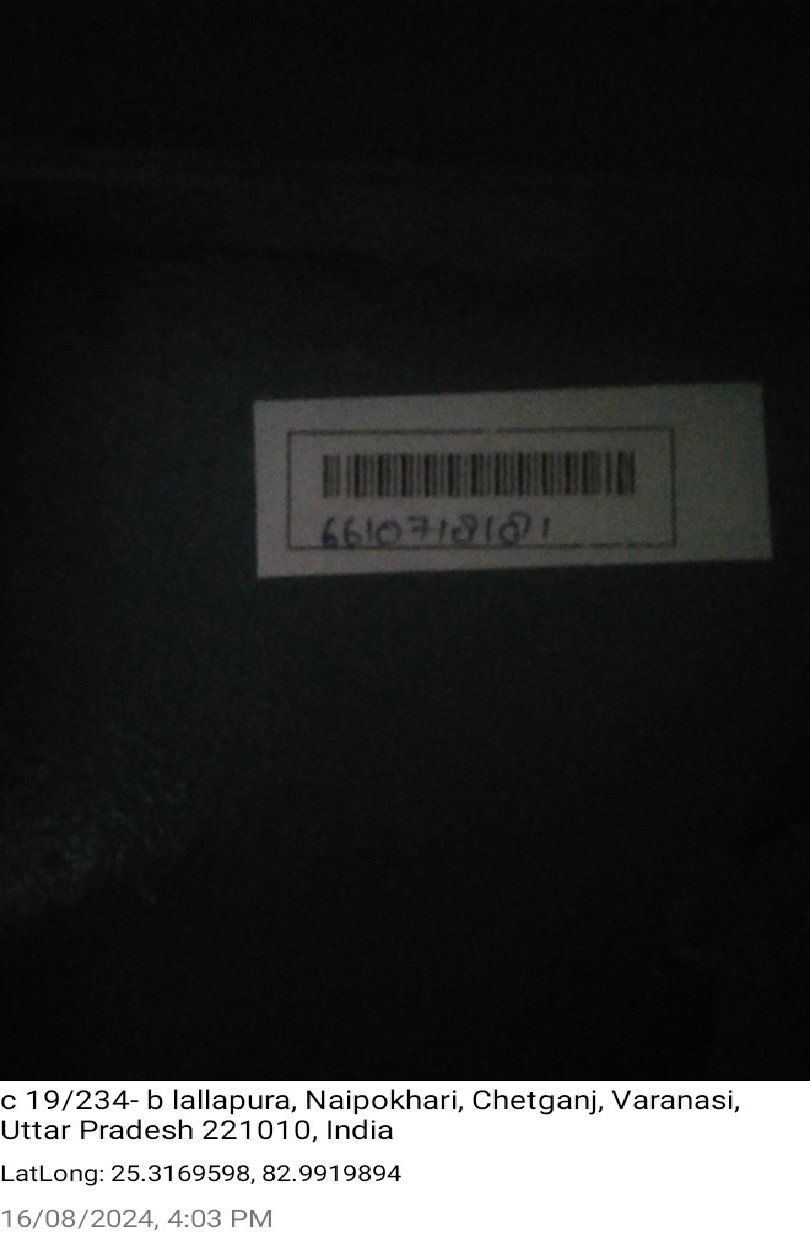 6610718181
c 19/234- b lallapura, Naipokhari, Chetganj, Varanasi,
Uttar Pradesh 221010, India
LatLong: 25.3169598, 82.9919894
16/08/2024, 4:03 PM